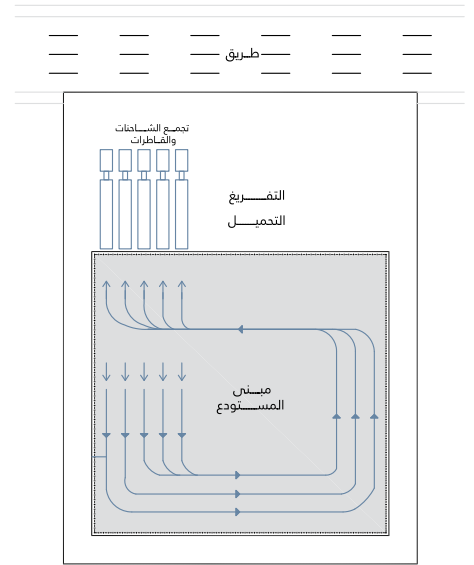 طريق
تجمع الشاحنات
والقاطرات
التفريغ
التحميل
مبنى
المستودع